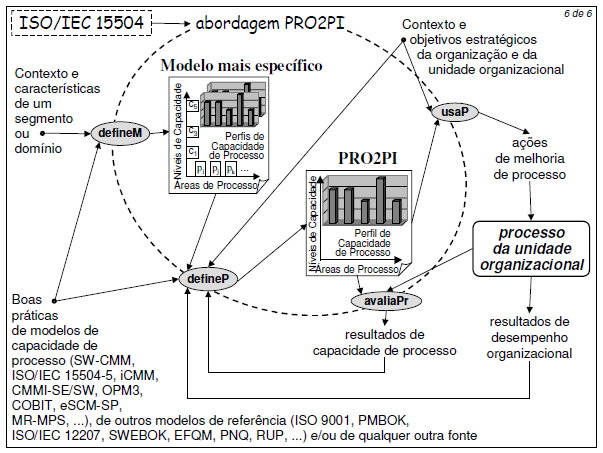 ISO/IEC 15504
abordagem PRO2PI
6 de 6
Contexto e
objetivos estratégicos
da organização e da
unidade organizacional
Modelo mais específico
Contexto e
características
de um
segmento
ou
domínio
defineM
Níveis de Capacidade
C5
C3
C1
Perfis de
Capacidade
de Processo
Pi Pj Pk ...
Áreas de Processo
usaP
ações
de melhoria
de processo
PRO2PI
Níveis de Capacidade
Perfil de
Capacidade
de Processo
Áreas de Processo
processo
da unidade
organizacional
defineP
avaliaPr
resultados de
capacidade de processo
resultados de
desempenho
organizacional
Boas
práticas
de modelos de
capacidade de
processo (SW-CMM,
ISO/IEC 15504-5, iCMM,
CMMI-SE/SW, OPM3,
COBIT, eSCM-SP,
MR-MPS, ...), de outros modelos de referência (ISO 9001, PMBOK,
ISO/IEC 12207, SWEBOK, EFQM, PNQ, RUP, ...) e/ou de qualquer outra fonte